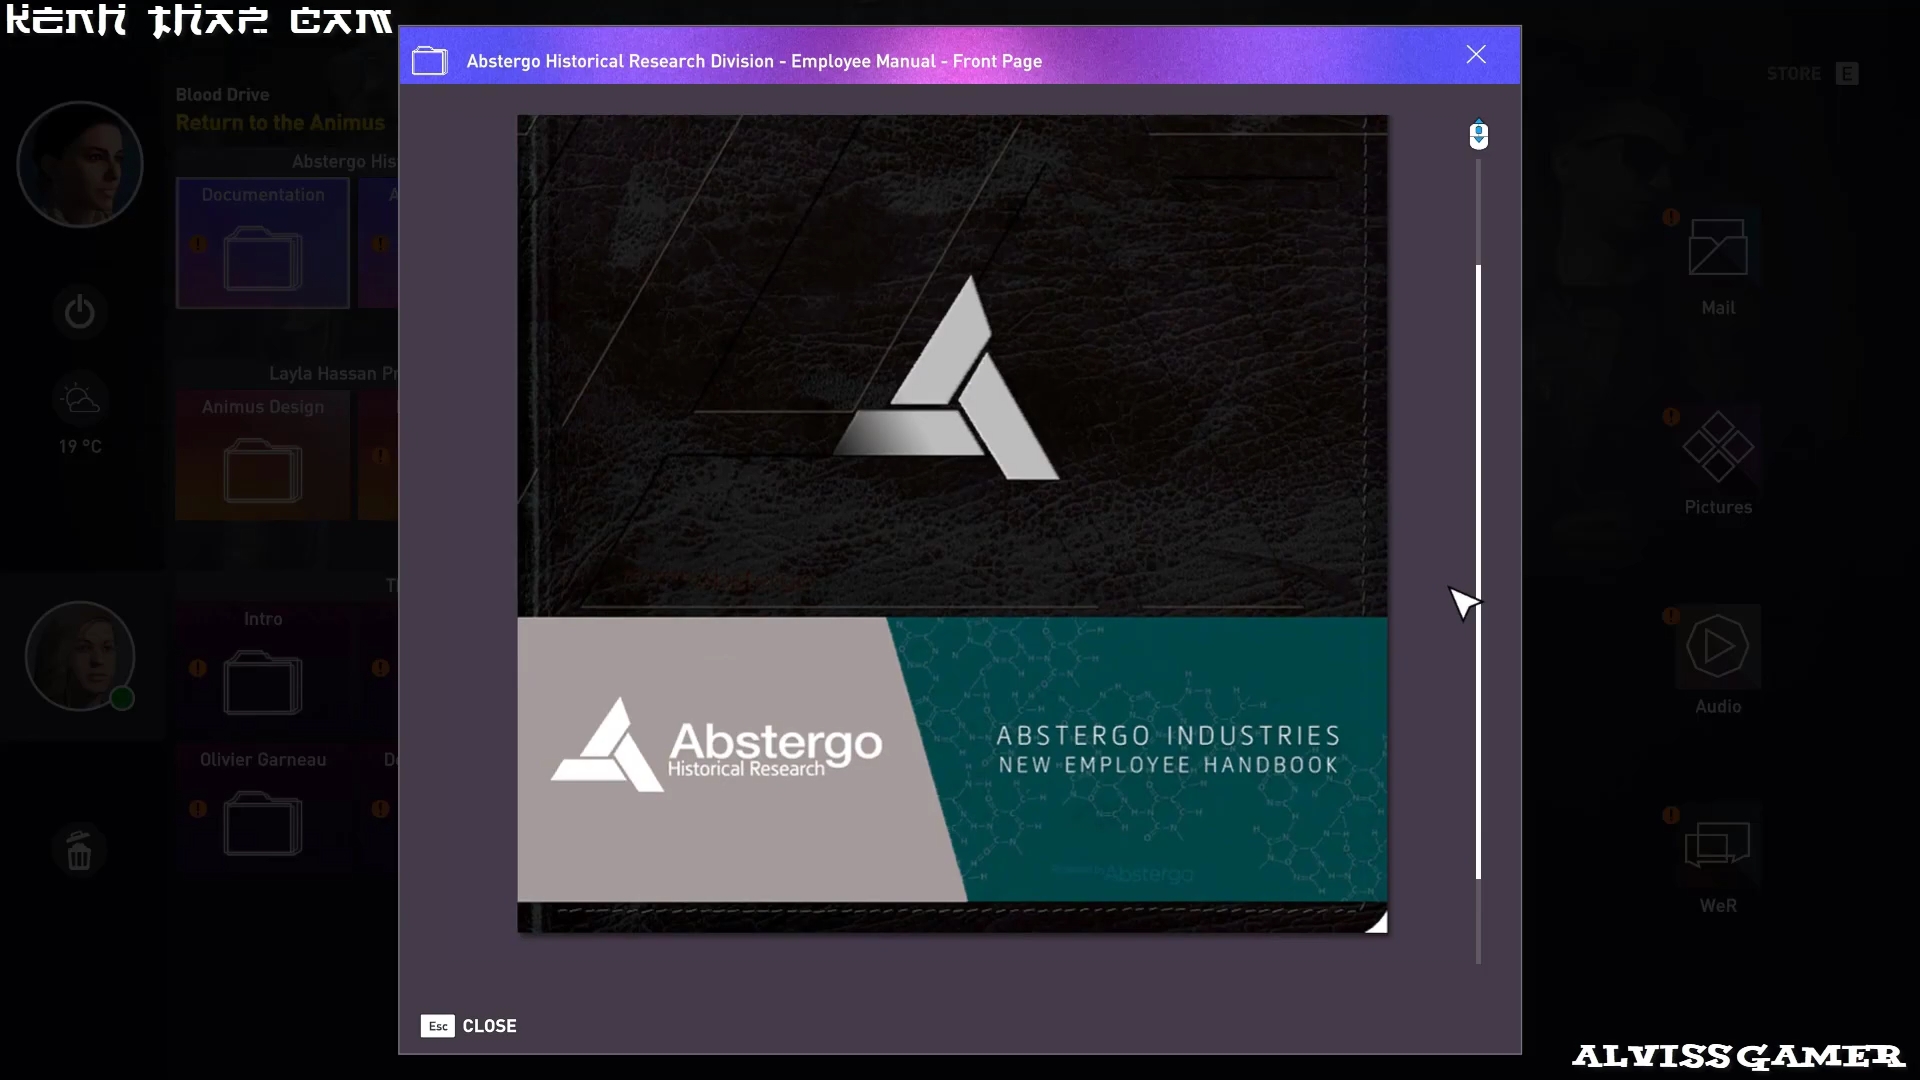 kenh thap cam
Abstergo Historical Research Division - Employee Manual - Front Page
STORE E
Blood Drive
Return to the Animus
Abstergo His
Documentation
A
Layla Hassan Pr
Animus Design
19 °C
Mail
Pictures
Intro
Olivier Garneau
Abstergo
Historical Research
ABSTERGO INDUSTRIES
NEW EMPLOYEE HANDBOOK
Abstergo
Audio
WeR
Esc CLOSE
ALVISSGAMER